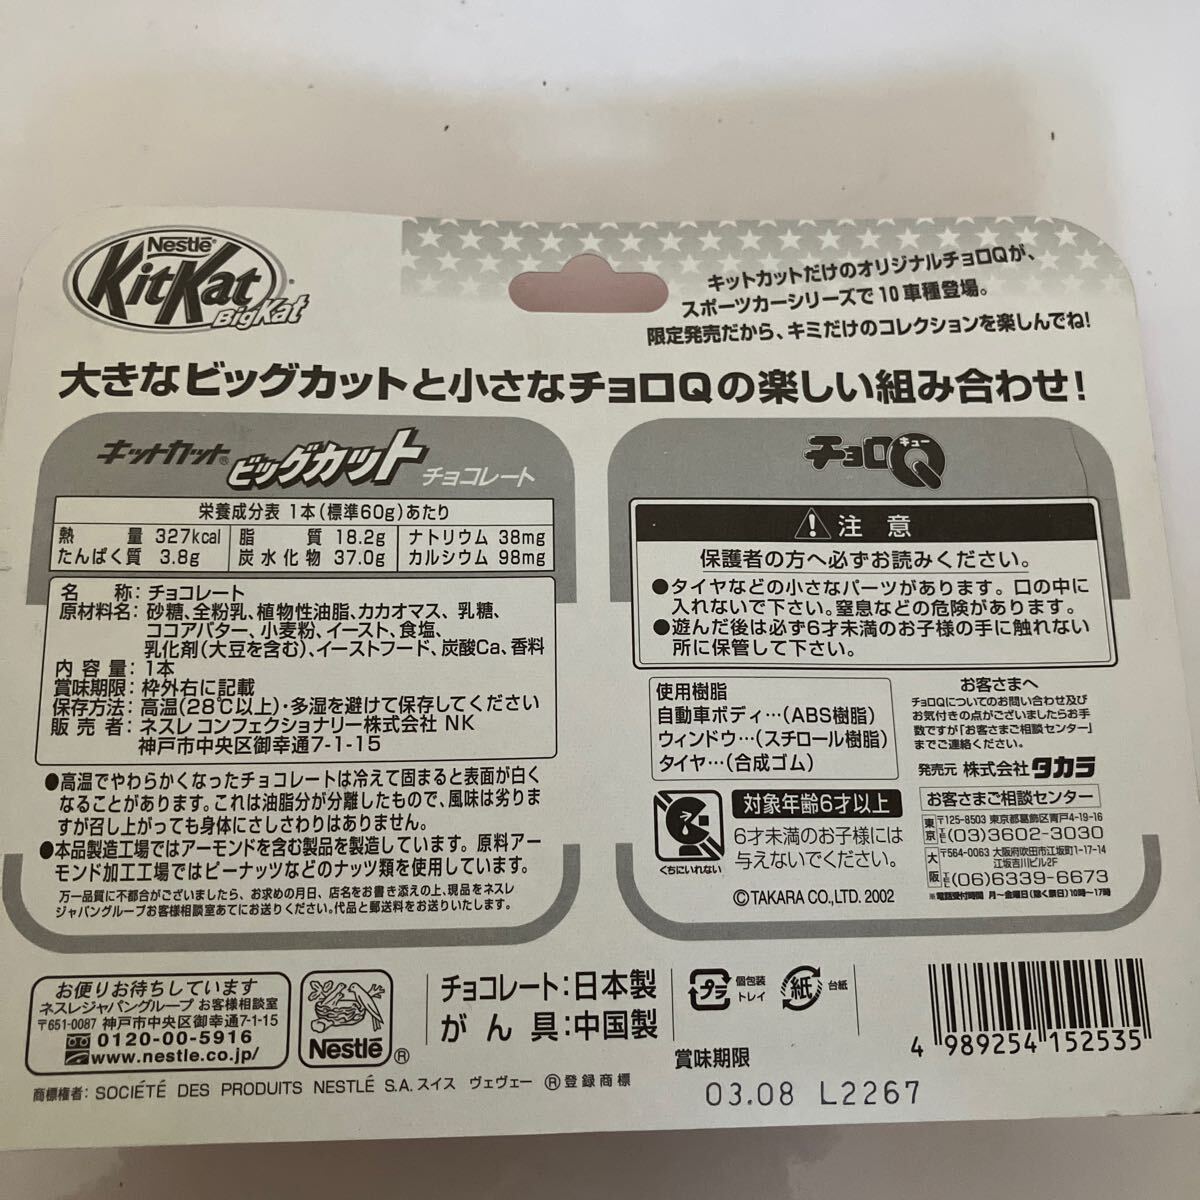 Nestlé®
KitKat®
BigKat
キットカットだけのオリジナルチョロQが、
スポーツカーシリーズで10車種登場。
限定発売だから、キミだけのコレクションを楽しんでね!
大きなビッグカットと小さなチョロQの楽しい組み合わせ!
キットカット® ビッグカット チョコレート
栄養成分表 1本(標準60g)あたり
熱量 327kcal 脂質 18.2g ナトリウム 38mg
たんぱく質 3.8g 炭水化物 37.0g カルシウム 98mg
名称:チョコレート
原材料名:砂糖、全粉乳、植物性油脂、カカオマス、乳糖、
ココアバター、小麦粉、イースト、食塩、
乳化剤(大豆を含む)、イーストフード、炭酸Ca、香料
内容量:1本
賞味期限:枠外右に記載
保存方法:高温(28℃以上)・多湿を避けて保存してください
販売者:ネスレ コンフェクショナリー株式会社 NK
神戸市中央区御幸通7-1-15
●高温でやわらかくなったチョコレートは冷えて固まると表面が白く
なることがあります。これは油脂分が分離したもので、風味は劣りま
すが召し上がっても身体にさしさわりはありません。
●本品製造工場ではアーモンドを含む製品を製造しています。原料アー
モンド加工工場ではピーナッツなどのナッツ類を使用しています。
万一品質に不都合がございましたら、お求めの月日、店名をお書き添えの上、現品をネスレ
ジャパングループお客様相談室あてにお送りください。代品と郵送料をお送りします。
チョロQ
キュー
注意
保護者の方へ必ずお読みください。
●タイヤなどの小さなパーツがあります。口の中に
入れないで下さい。窒息などの危険があります。
●遊んだ後は必ず6才未満のお子様の手に触れない
所に保管して下さい。
使用樹脂
自動車ボディ…(ABS樹脂)
ウィンドウ…(スチロール樹脂)
タイヤ…(合成ゴム)
くちにいれない
対象年齢6才以上
6才未満のお子様には
与えないでください。
©TAKARA CO.,LTD. 2002
お客さまへ
チョロQについてのお問い合わせ及び
お気付きの点がございましたらお手
数ですが「お客さまご相談センター」
までご連絡ください。
発売元 株式会社タカラ
お客さまご相談センター
東京 〒125-8503 東京都葛飾区青戸4-19-16
TEL(03)3602-3030
大阪 〒564-0063 大阪府吹田市江坂町1-17-14
江坂吉川ビル2F
TEL(06)6339-6673
※電話受付時間 月〜金曜日(除く祭日)10時〜17時
お便りお待ちしています
ネスレジャパングループ お客様相談室
〒651-0087 神戸市中央区御幸通7-1-15
0120-00-5916
www.nestle.co.jp/
Nestlé®
チョコレート:日本製
がん具:中国製
プラ 個包装
トレイ
紙 台紙
賞味期限
03.08 L2267
4 989254 152535
商標権者: SOCIÉTÉ DES PRODUITS NESTLÉ S.A. スイス ヴェヴェー ®登録商標